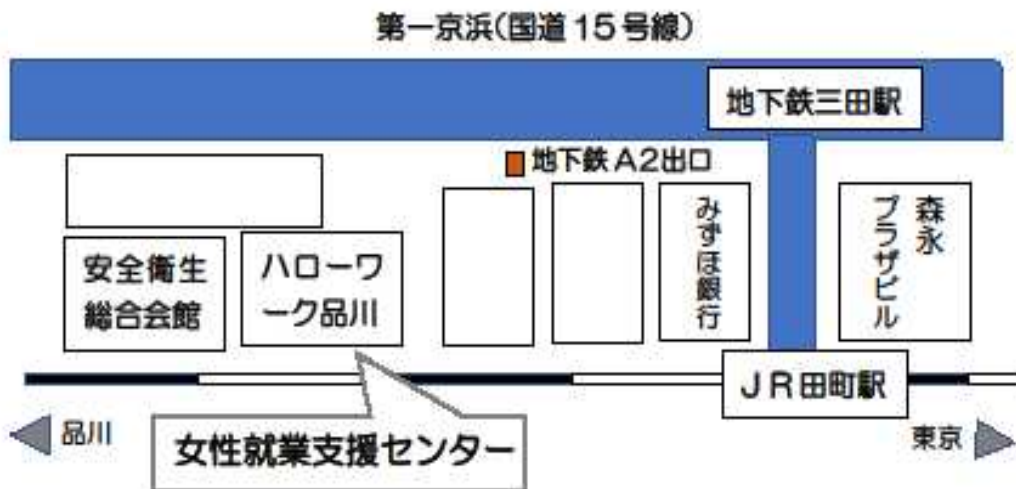 第一京浜(国道15号線)
地下鉄三田駅
地下鉄A2出口
安全衛生
総合会館
ハローワ
ーク品川
みずほ銀行
森永
プラザビル
JR田町駅
品川
東京
女性就業支援センター